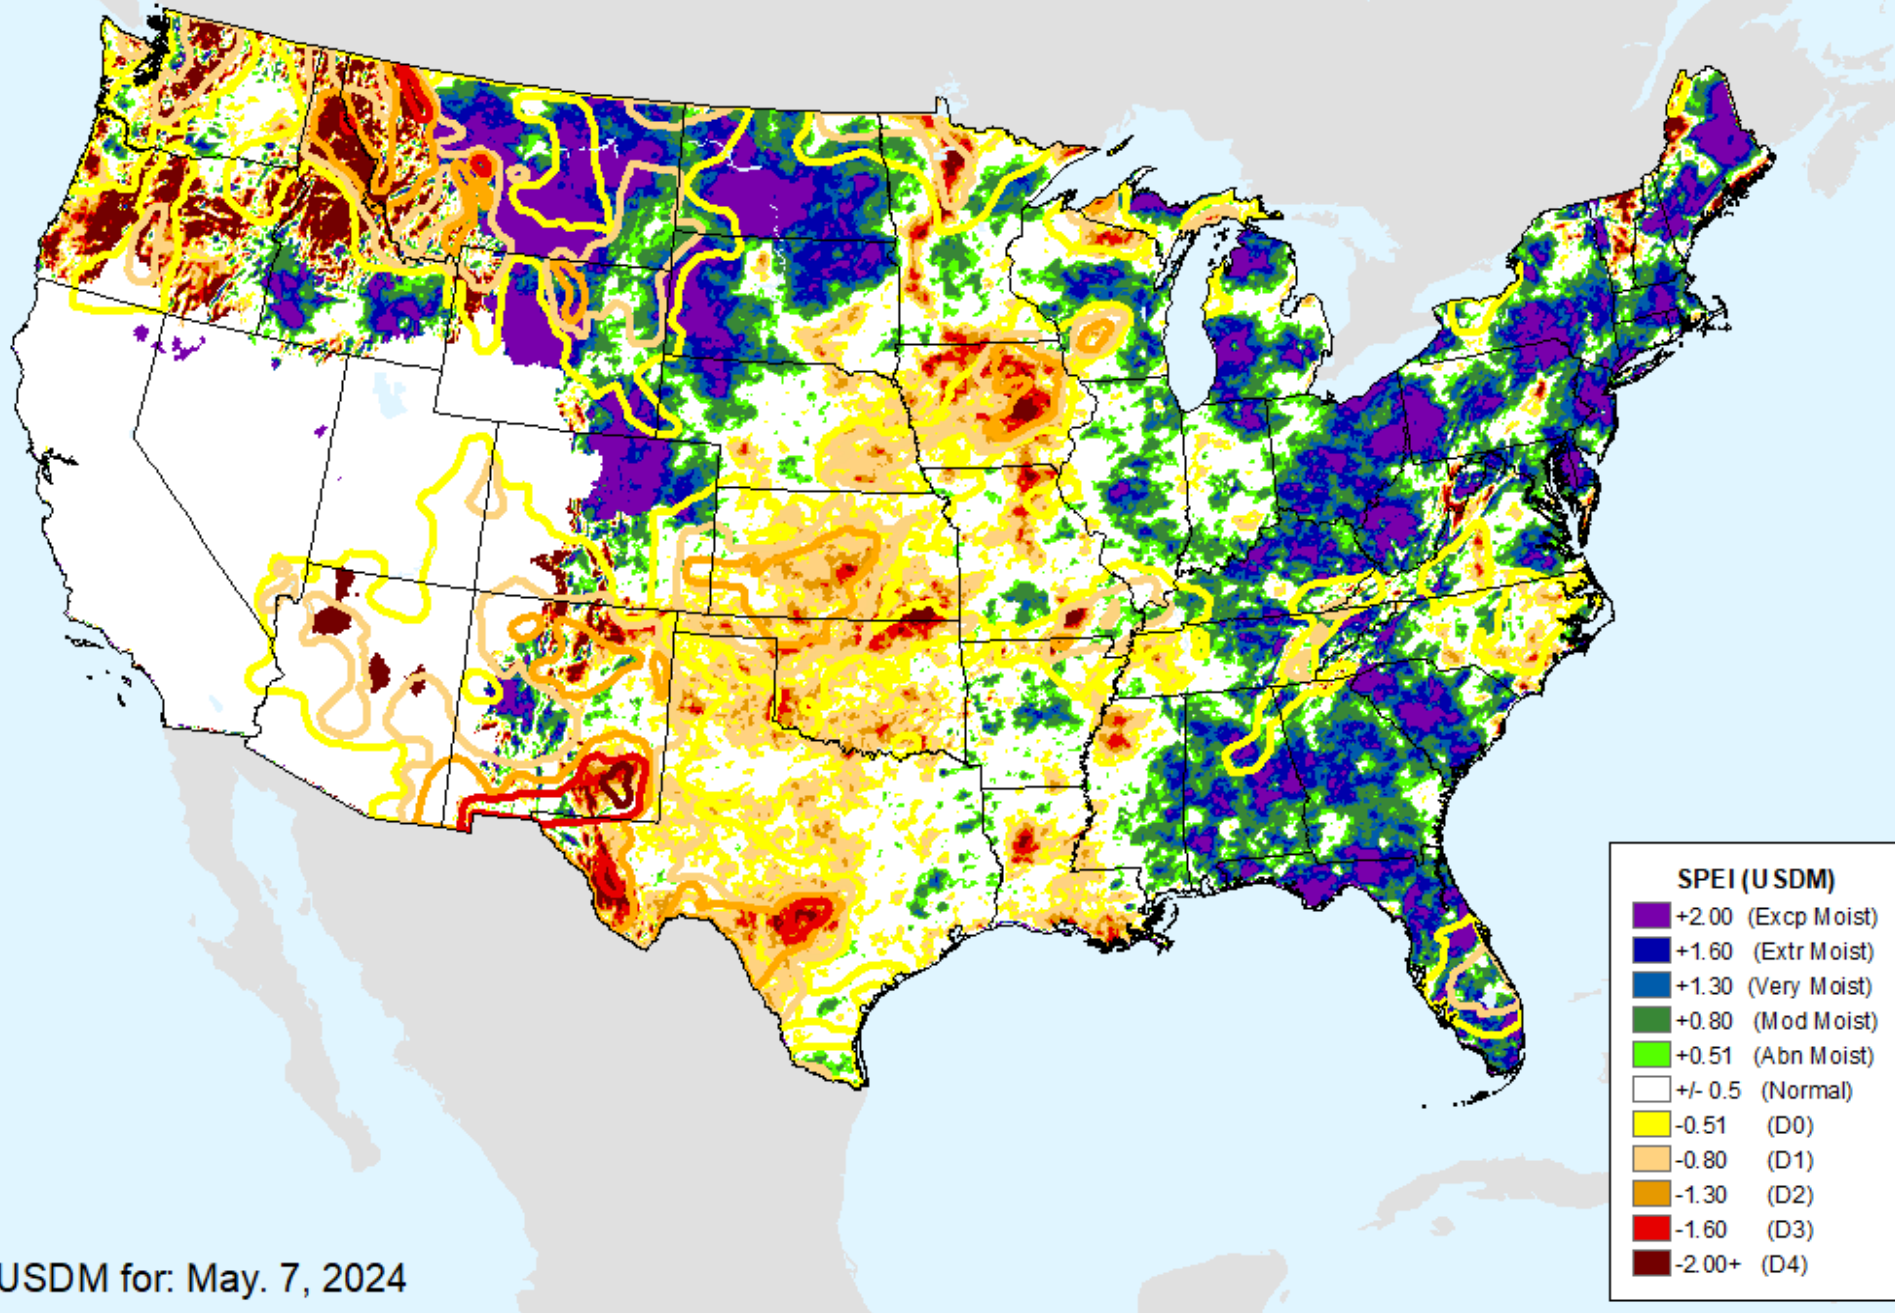 SPEI (USDM)
+2.00 (Excp Moist)
+1.60 (Extr Moist)
+1.30 (Very Moist)
+0.80 (Mod Moist)
+0.51 (Abn Moist)
+/- 0.5 (Normal)
-0.51 (D0)
-0.80 (D1)
-1.30 (D2)
-1.60 (D3)
-2.00+ (D4)
USDM for: May. 7, 2024